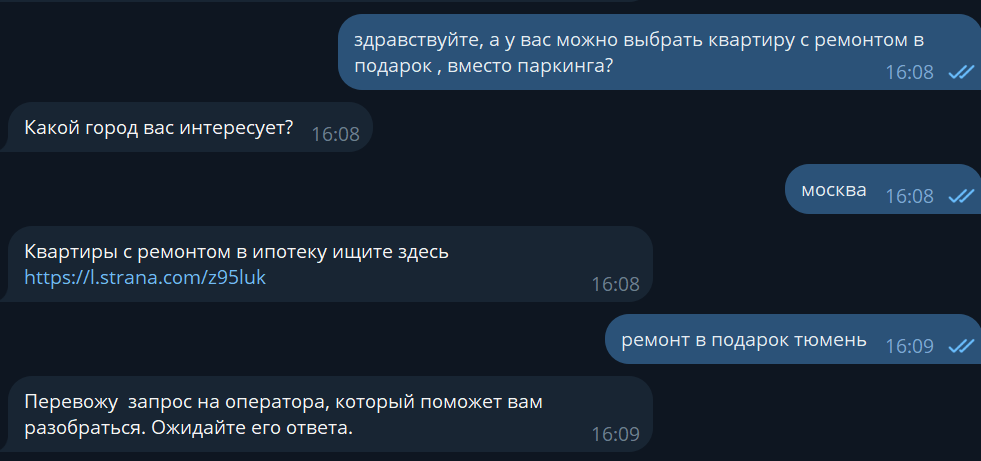 здравствуйте, а у вас можно выбрать квартиру с ремонтом в
подарок , вместо паркинга?
16:08
Какой город вас интересует? 16:08
москва 16:08
Квартиры с ремонтом в ипотеку ищите здесь
https://l.strana.com/z95luk
16:08
ремонт в подарок тюмень 16:09
Перевожу  запрос на оператора, который поможет вам
разобраться. Ожидайте его ответа.
16:09